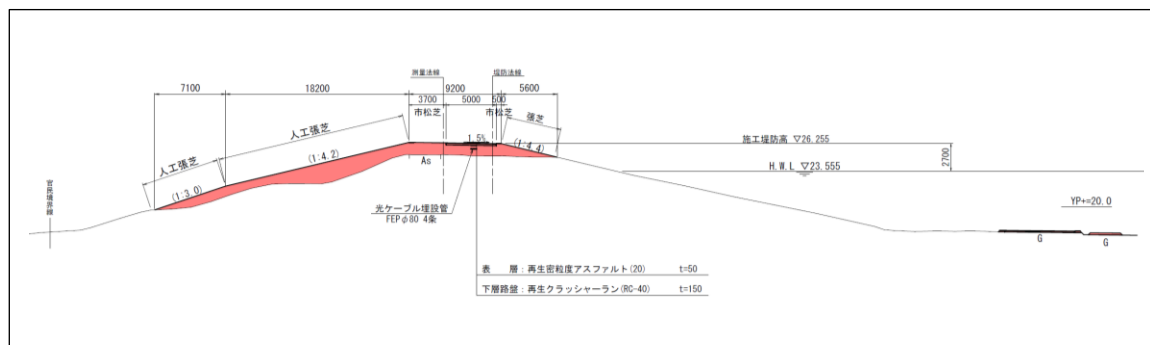 測量法線
堤防法線
7100
18200
9200
5600
3700
5000
500
市松芝
市松芝
張芝
人工張芝
人工張芝
1.5%
(1:4.4)
(1:4.2)
(1:3.0)
As
施工堤防高 ▽26.255
2700
H.W.L ▽23.555
官民境界線
光ケーブル埋設管
FEPφ80 4条
YP+=20.0
G
G
表 層：再生密粒度アスファルト(20) t=50
下層路盤：再生クラッシャーラン(RC-40) t=150